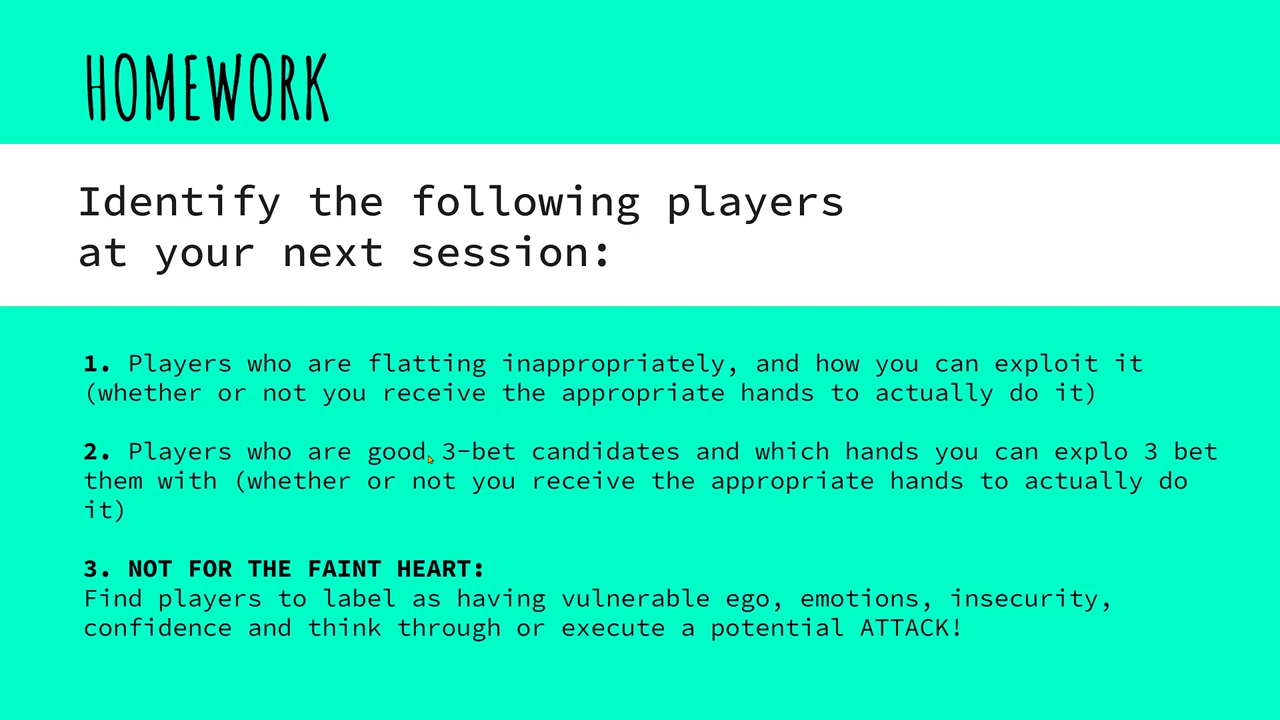 HOMEWORK
Identify the following players
at your next session:
1. Players who are flatting inappropriately, and how you can exploit it
(whether or not you receive the appropriate hands to actually do it)
2. Players who are good 3-bet candidates and which hands you can explo 3 bet
them with (whether or not you receive the appropriate hands to actually do
it)
3. NOT FOR THE FAINT HEART:
Find players to label as having vulnerable ego, emotions, insecurity,
confidence and think through or execute a potential ATTACK!